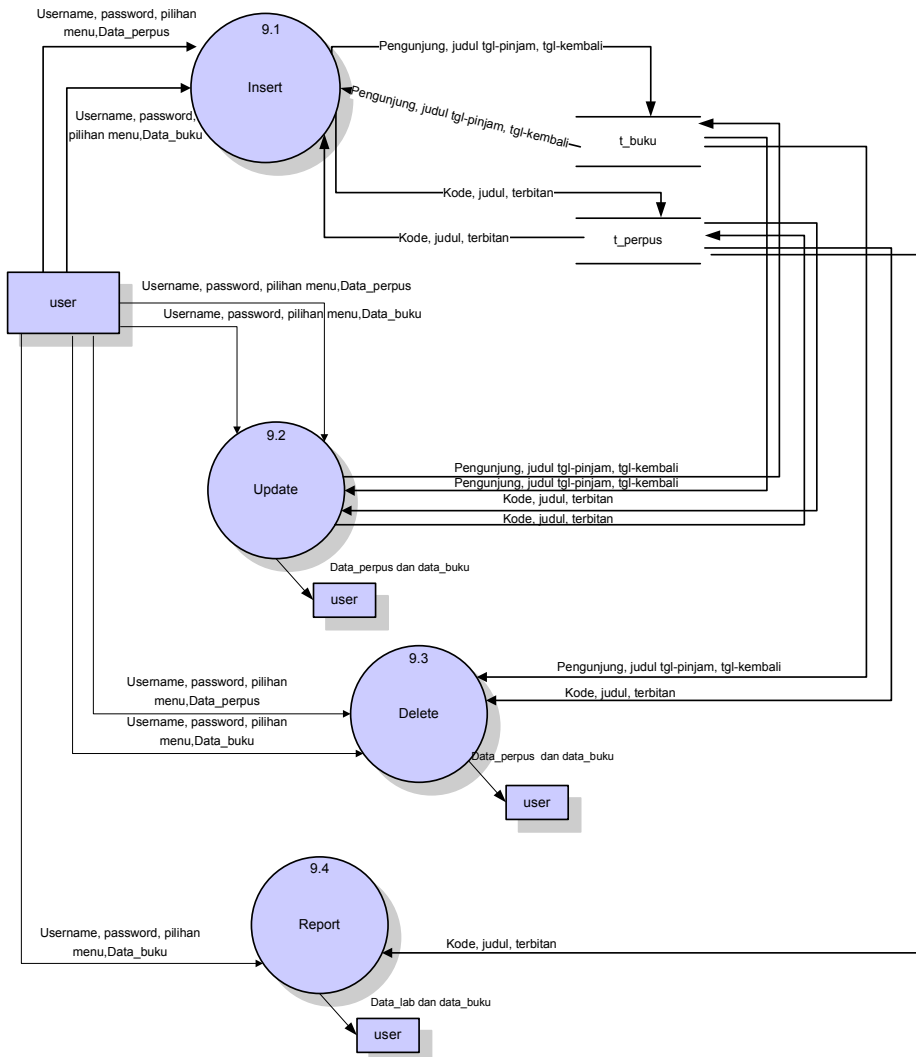 Username, password, pilihan
menu,Data_perpus
9.1
Insert
Pengunjung, judul tgl-pinjam, tgl-kembali
Pengunjung, judul tgl-pinjam, tgl-kembali
Username, password,
pilihan menu,Data_buku
t_buku
Kode, judul, terbitan
Kode, judul, terbitan
t_perpus
user
Username, password, pilihan menu,Data_perpus
Username, password, pilihan menu,Data_buku
9.2
Update
Pengunjung, judul tgl-pinjam, tgl-kembali
Pengunjung, judul tgl-pinjam, tgl-kembali
Kode, judul, terbitan
Kode, judul, terbitan
Data_perpus dan data_buku
user
9.3
Delete
Pengunjung, judul tgl-pinjam, tgl-kembali
Kode, judul, terbitan
Username, password, pilihan
menu,Data_perpus
Username, password, pilihan
menu,Data_buku
Data_perpus dan data_buku
user
9.4
Report
Username, password, pilihan
menu,Data_buku
Kode, judul, terbitan
Data_lab dan data_buku
user